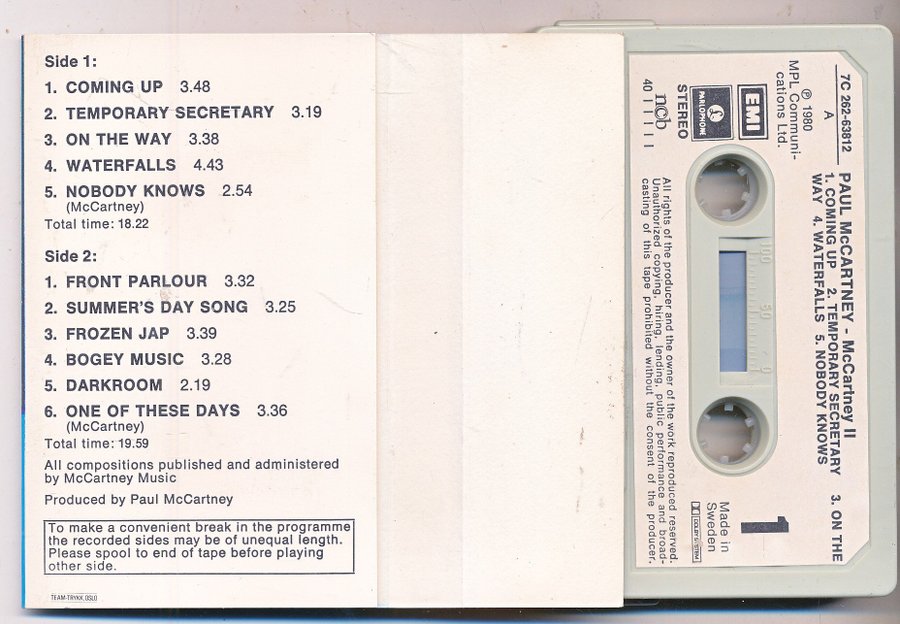 Side 1:
1. COMING UP 3.48
2. TEMPORARY SECRETARY 3.19
3. ON THE WAY 3.38
4. WATERFALLS 4.43
5. NOBODY KNOWS 2.54
(McCartney)
Total time: 18.22
Side 2:
1. FRONT PARLOUR 3.32
2. SUMMER'S DAY SONG 3.25
3. FROZEN JAP 3.39
4. BOGEY MUSIC 3.28
5. DARKROOM 2.19
6. ONE OF THESE DAYS 3.36
(McCartney)
Total time: 19.59
All compositions published and administered
by McCartney Music
Produced by Paul McCartney
To make a convenient break in the programme
the recorded sides may be of unequal length.
Please spool to end of tape before playing
other side.
TEAM-TRYKK, OSLO
7C 262-63812
A
PAUL McCARTNEY - McCartney II
1. COMING UP 2. TEMPORARY SECRETARY 3. ON THE
WAY 4. WATERFALLS 5. NOBODY KNOWS
℗ 1980
MPL Communi-
cations Ltd.
EMI
PARLOPHONE
STEREO
ncb
40 1 1 1 1 1
100 50 0
1
Made in
Sweden
DOLBY SYSTEM
All rights of the producer and the owner of the work reproduced reserved.
Unauthorized copying, hiring, lending, public performance and broad-
casting of this tape prohibited without the consent of the producer.